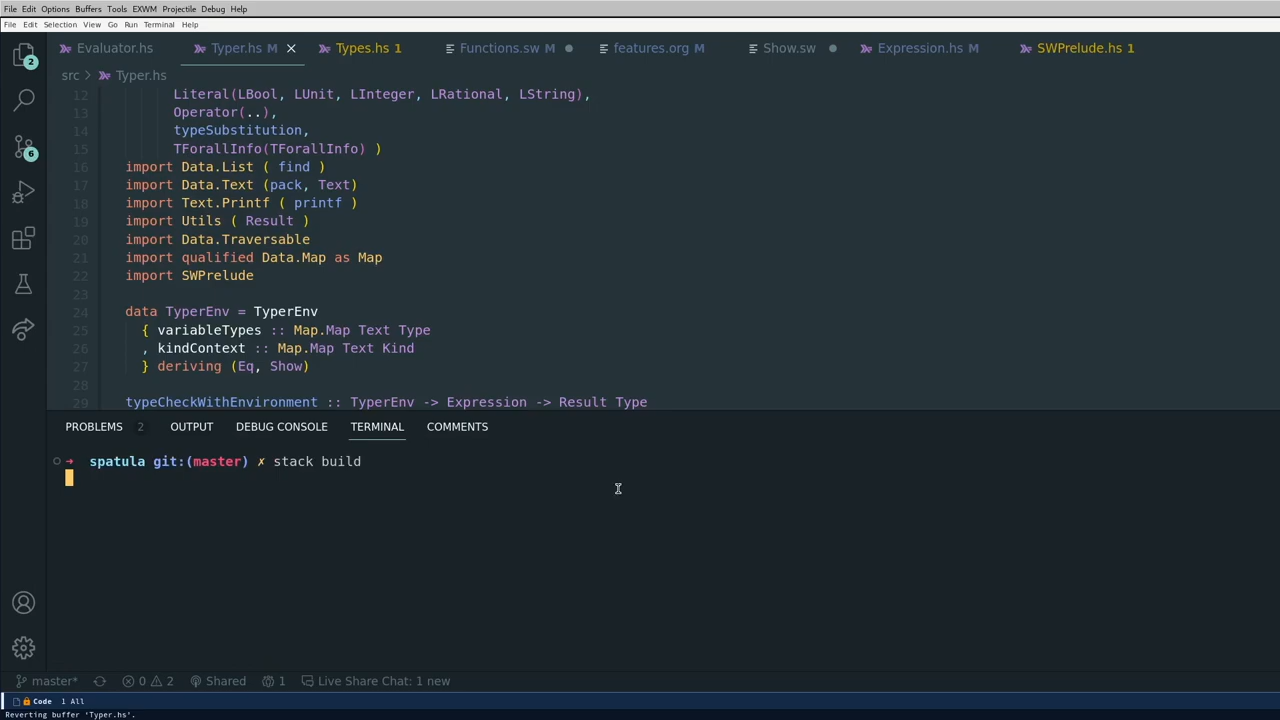 File Edit Options Buffers Tools EXWM Projectile Debug Help
File Edit Selection View Go Run Terminal Help
Evaluator.hs Typer.hs M Types.hs 1 Functions.sw M features.org M Show.sw Expression.hs M SWPrelude.hs 1
2
src > Typer.hs
12 Literal(LBool, LUnit, LInteger, LRational, LString),
13 Operator(..),
14 typeSubstitution,
15 TForallInfo(TForallInfo) )
16 import Data.List ( find )
6
17 import Data.Text (pack, Text)
18 import Text.Printf ( printf )
19 import Utils ( Result )
20 import Data.Traversable
21 import qualified Data.Map as Map
22 import SWPrelude
23
24 data TyperEnv = TyperEnv
25 { variableTypes :: Map.Map Text Type
26 , kindContext :: Map.Map Text Kind
27 } deriving (Eq, Show)
28
29 typeCheckWithEnvironment :: TyperEnv -> Expression -> Result Type
PROBLEMS 2 OUTPUT DEBUG CONSOLE TERMINAL COMMENTS
→ spatula git:(master) ✗ stack build
master* 0 2 Shared 1 Live Share Chat: 1 new
Code 1 All
Reverting buffer 'Typer.hs'.